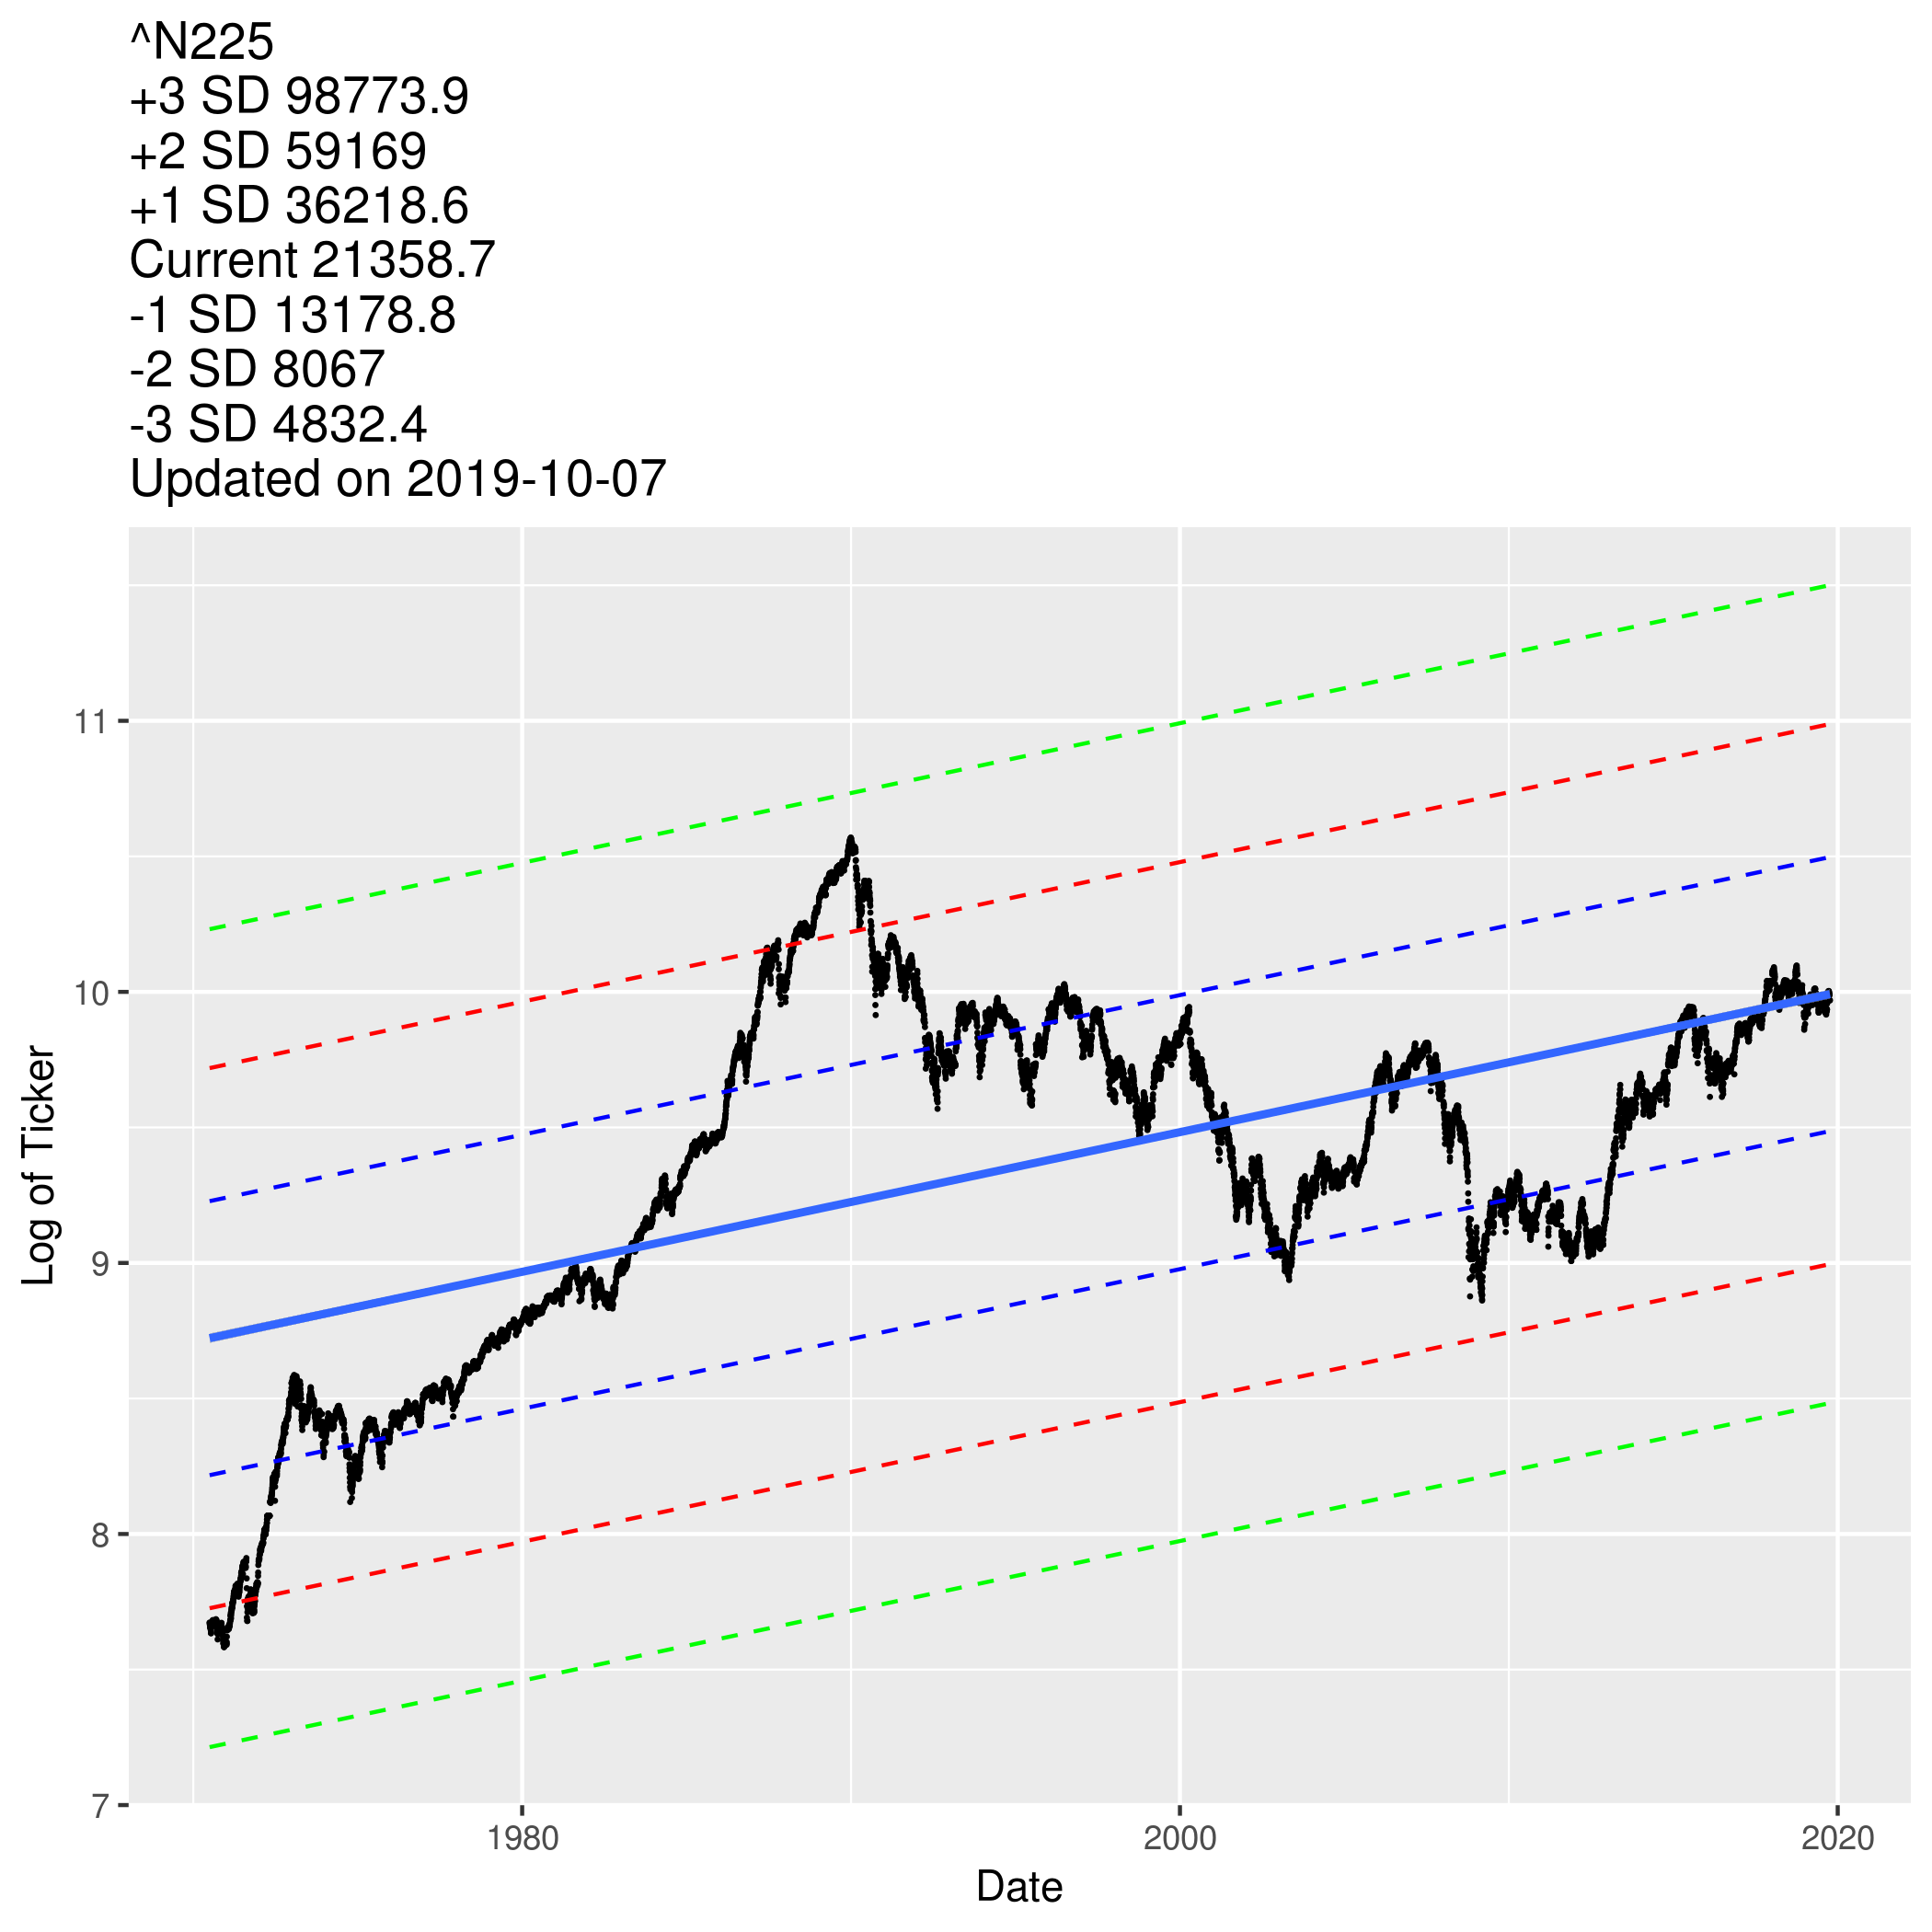 ^N225
+3 SD 98773.9
+2 SD 59169
+1 SD 36218.6
Current 21358.7
-1 SD 13178.8
-2 SD 8067
-3 SD 4832.4
Updated on 2019-10-07
Log of Ticker
11
10
9
8
7
1980
2000
2020
Date